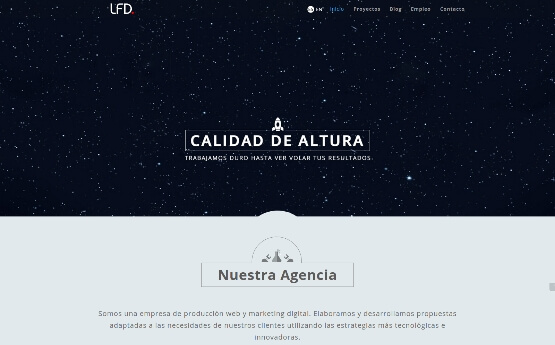 LFD
EN Inicio Proyectos Blog Empleo Contacto
CALIDAD DE ALTURA
TRABAJAMOS DURO HASTA VER VOLAR TUS RESULTADOS
Nuestra Agencia
Somos una empresa de producción web y marketing digital. Elaboramos y desarrollamos propuestas
adaptadas a las necesidades de nuestros clientes utilizando las estrategias más tecnológicas e
innovadoras.